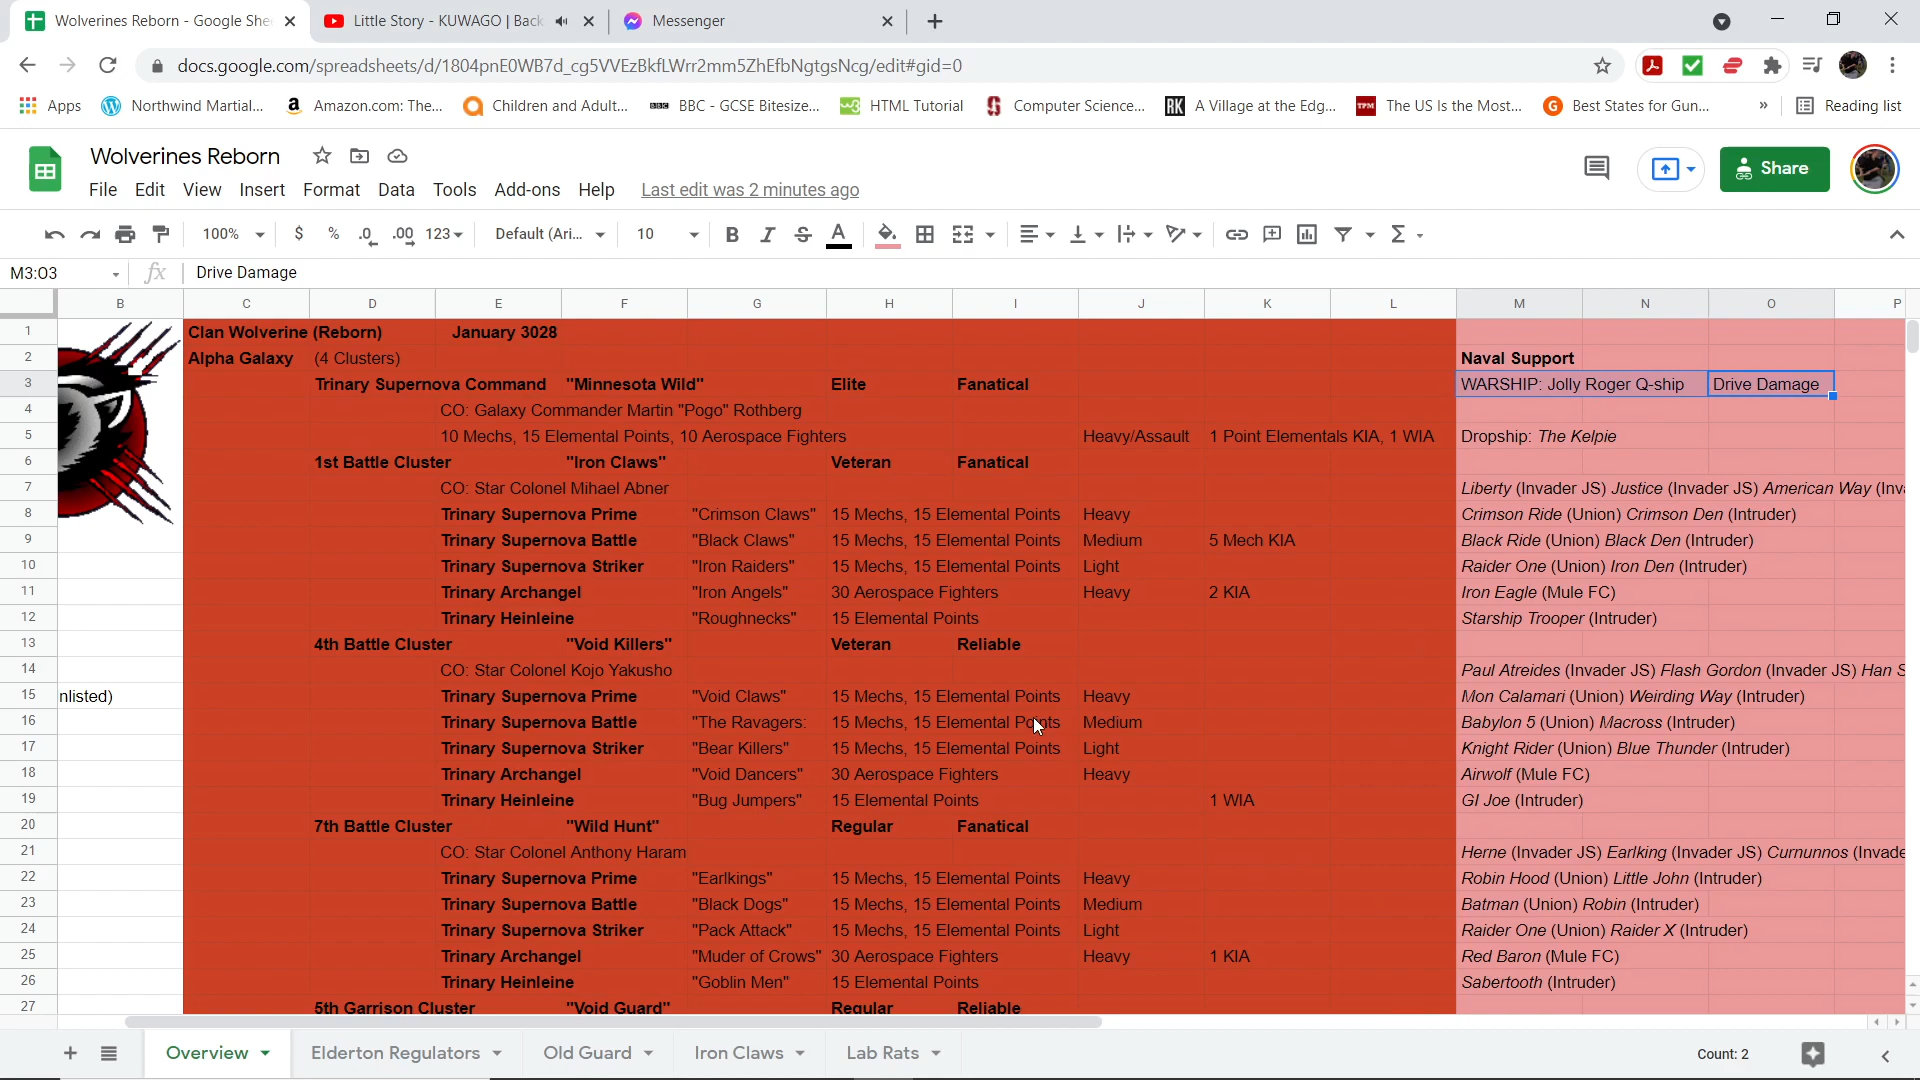 Wolverines Reborn - Google She
Little Story - KUWAGO | Back
Messenger
docs.google.com/spreadsheets/d/1804pnE0WB7d_cg5VVEzBkfLWrr2mm5ZhEfbNgtgsNcg/edit#gid=0
Apps Northwind Martial... Amazon.com: The... Children and Adult... BBC BBC - GCSE Bitesize... HTML Tutorial Computer Science... RK A Village at the Edg... TPM The US Is the Most... G Best States for Gun... » Reading list
Wolverines Reborn
File Edit View Insert Format Data Tools Add-ons Help Last edit was 2 minutes ago
Share
100% $ % .0 .00 123 Default (Ari... 10 B I S A
M3:O3 fx Drive Damage
B C D E F G H I J K L M N O P
1 Clan Wolverine (Reborn) January 3028
2 Alpha Galaxy (4 Clusters) Naval Support
3 Trinary Supernova Command "Minnesota Wild" Elite Fanatical WARSHIP: Jolly Roger Q-ship Drive Damage
4 CO: Galaxy Commander Martin "Pogo" Rothberg
5 10 Mechs, 15 Elemental Points, 10 Aerospace Fighters Heavy/Assault 1 Point Elementals KIA, 1 WIA Dropship: The Kelpie
6 1st Battle Cluster "Iron Claws" Veteran Fanatical
7 CO: Star Colonel Mihael Abner Liberty (Invader JS) Justice (Invader JS) American Way (Inva
8 Trinary Supernova Prime "Crimson Claws" 15 Mechs, 15 Elemental Points Heavy Crimson Ride (Union) Crimson Den (Intruder)
9 Trinary Supernova Battle "Black Claws" 15 Mechs, 15 Elemental Points Medium 5 Mech KIA Black Ride (Union) Black Den (Intruder)
10 Trinary Supernova Striker "Iron Raiders" 15 Mechs, 15 Elemental Points Light Raider One (Union) Iron Den (Intruder)
11 Trinary Archangel "Iron Angels" 30 Aerospace Fighters Heavy 2 KIA Iron Eagle (Mule FC)
12 Trinary Heinleine "Roughnecks" 15 Elemental Points Starship Trooper (Intruder)
13 4th Battle Cluster "Void Killers" Veteran Reliable
14 CO: Star Colonel Kojo Yakusho Paul Atreides (Invader JS) Flash Gordon (Invader JS) Han S
15 nlisted) Trinary Supernova Prime "Void Claws" 15 Mechs, 15 Elemental Points Heavy Mon Calamari (Union) Weirding Way (Intruder)
16 Trinary Supernova Battle "The Ravagers: 15 Mechs, 15 Elemental Points Medium Babylon 5 (Union) Macross (Intruder)
17 Trinary Supernova Striker "Bear Killers" 15 Mechs, 15 Elemental Points Light Knight Rider (Union) Blue Thunder (Intruder)
18 Trinary Archangel "Void Dancers" 30 Aerospace Fighters Heavy Airwolf (Mule FC)
19 Trinary Heinleine "Bug Jumpers" 15 Elemental Points 1 WIA GI Joe (Intruder)
20 7th Battle Cluster "Wild Hunt" Regular Fanatical
21 CO: Star Colonel Anthony Haram Herne (Invader JS) Earlking (Invader JS) Curnunnos (Invade
22 Trinary Supernova Prime "Earlkings" 15 Mechs, 15 Elemental Points Heavy Robin Hood (Union) Little John (Intruder)
23 Trinary Supernova Battle "Black Dogs" 15 Mechs, 15 Elemental Points Medium Batman (Union) Robin (Intruder)
24 Trinary Supernova Striker "Pack Attack" 15 Mechs, 15 Elemental Points Light Raider One (Union) Raider X (Intruder)
25 Trinary Archangel "Muder of Crows" 30 Aerospace Fighters Heavy 1 KIA Red Baron (Mule FC)
26 Trinary Heinleine "Goblin Men" 15 Elemental Points Sabertooth (Intruder)
27 5th Garrison Cluster "Void Guard" Regular Reliable
Overview Elderton Regulators Old Guard Iron Claws Lab Rats Count: 2